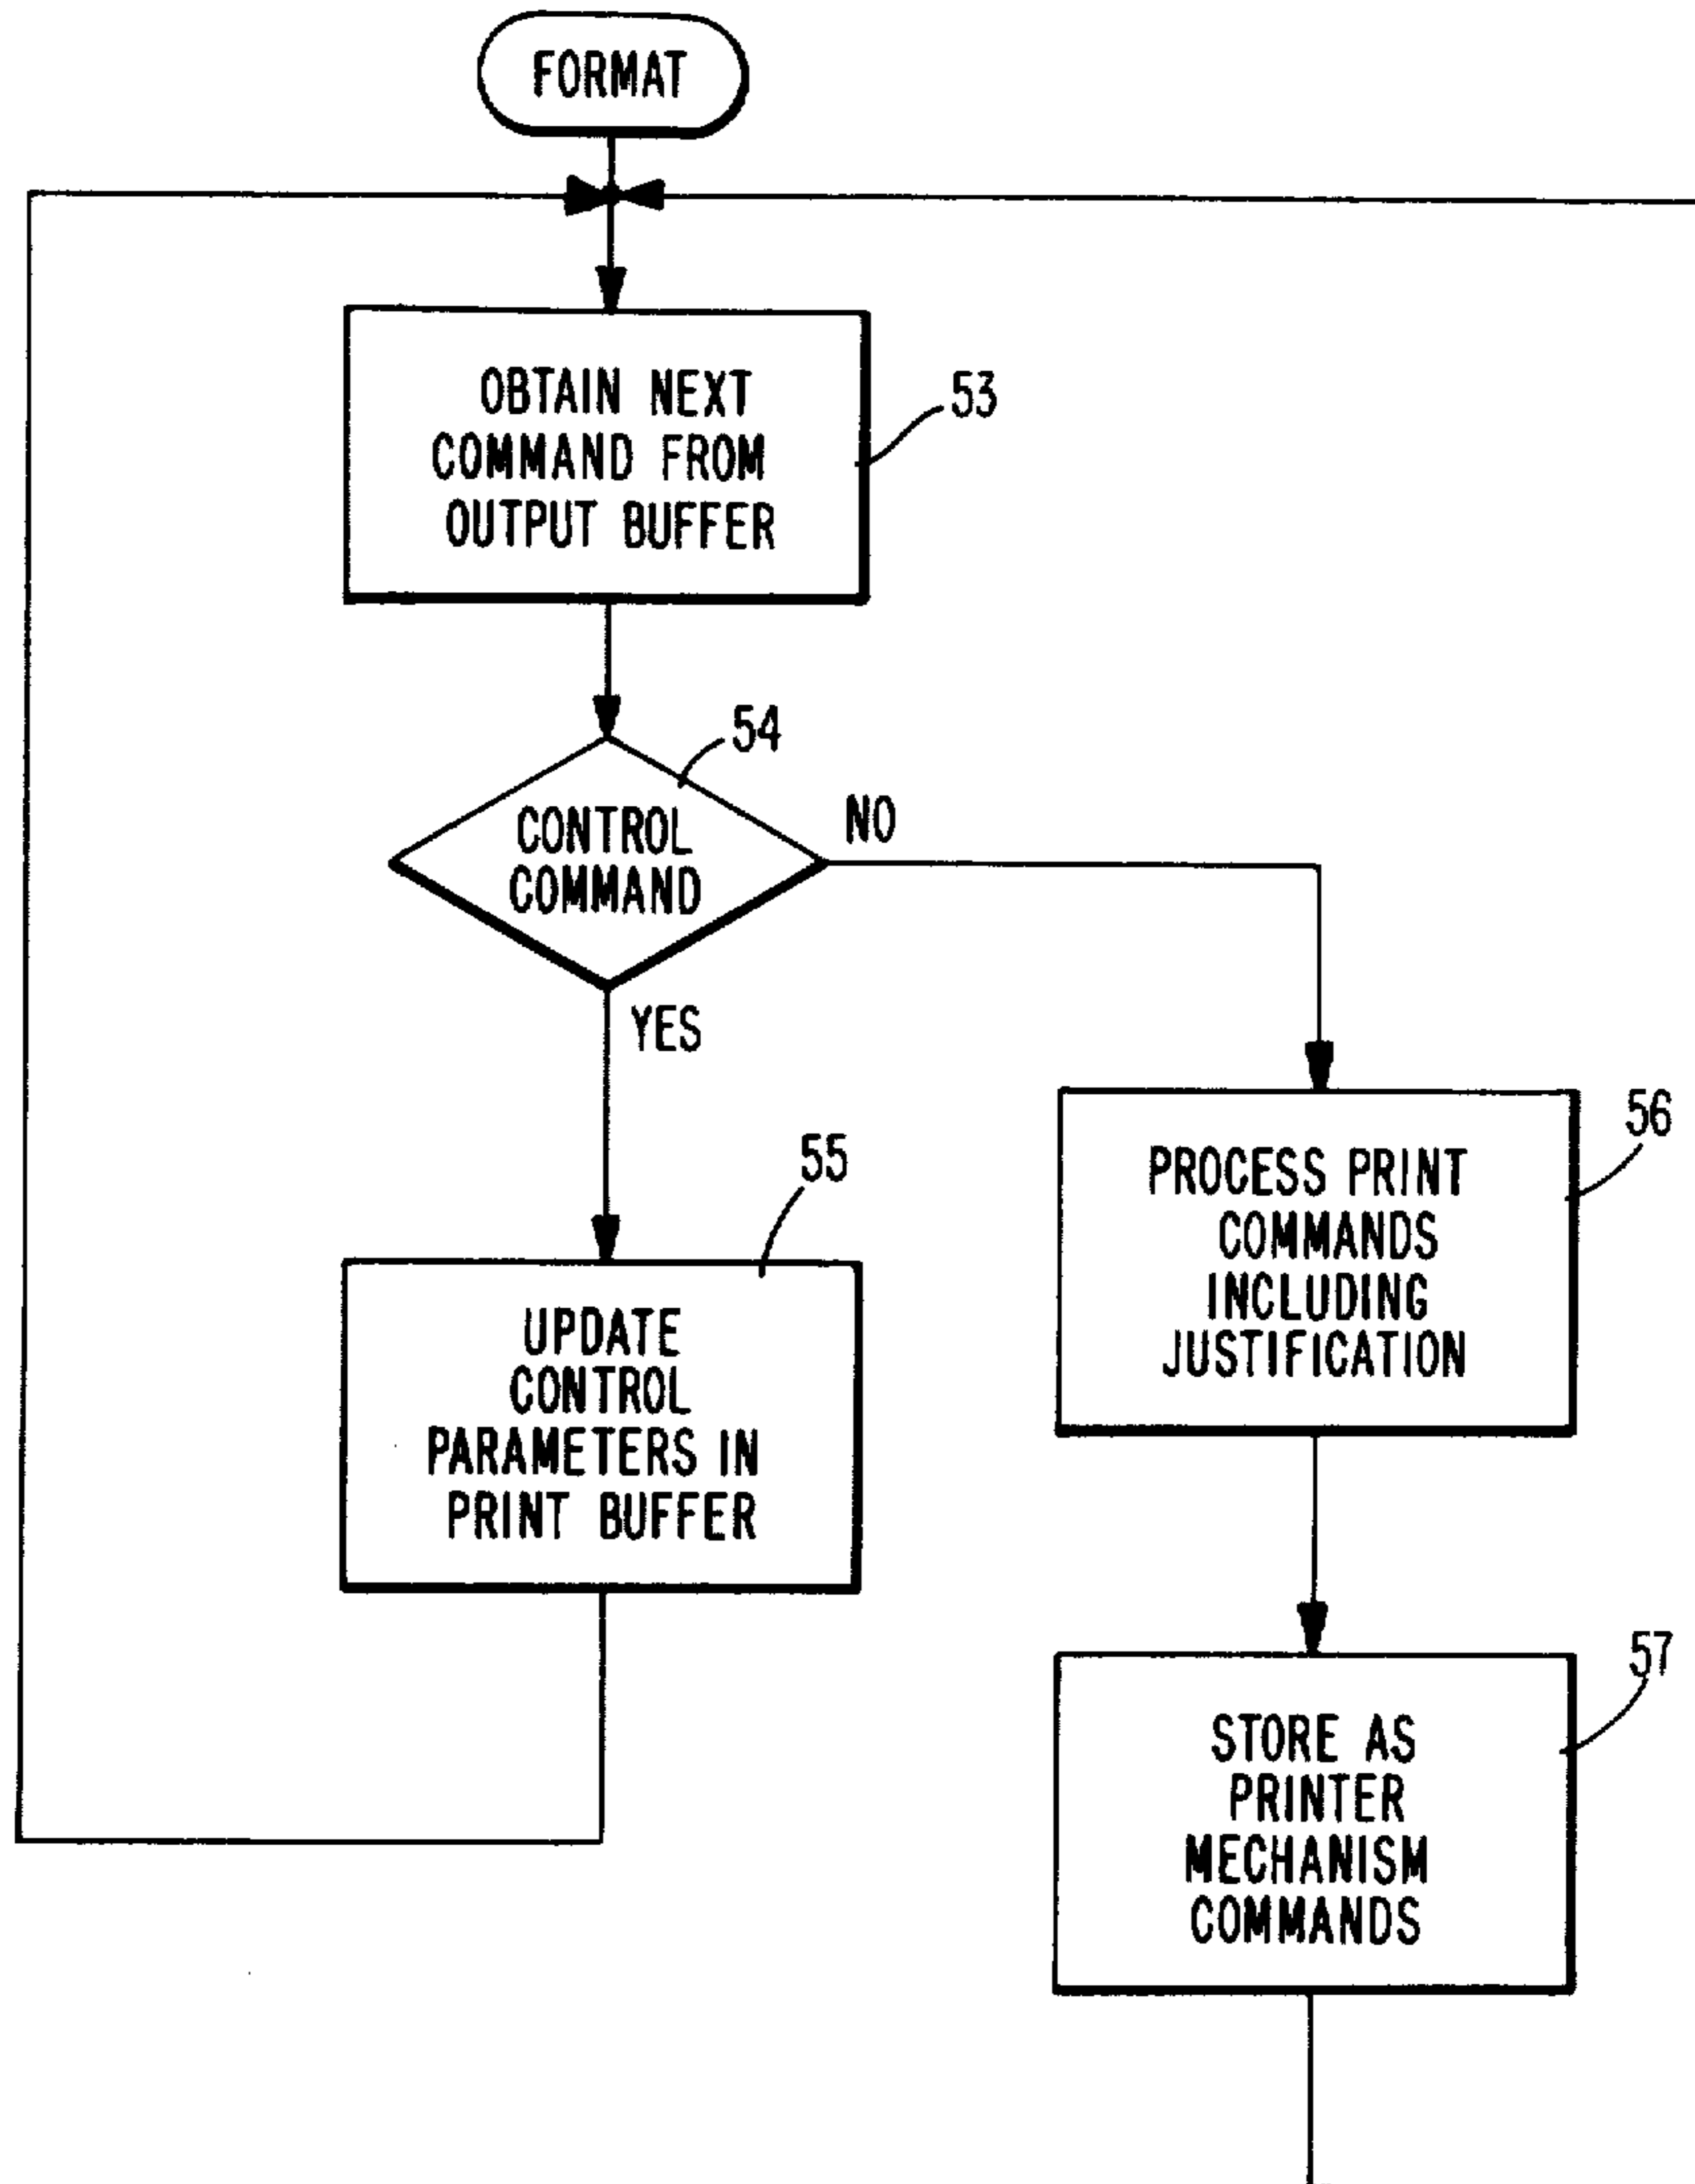 FORMAT
OBTAIN NEXT
COMMAND FROM
OUTPUT BUFFER
53
54
CONTROL
COMMAND
NO
YES
55
UPDATE
CONTROL
PARAMETERS IN
PRINT BUFFER
56
PROCESS PRINT
COMMANDS
INCLUDING
JUSTIFICATION
57
STORE AS
PRINTER
MECHANISM
COMMANDS